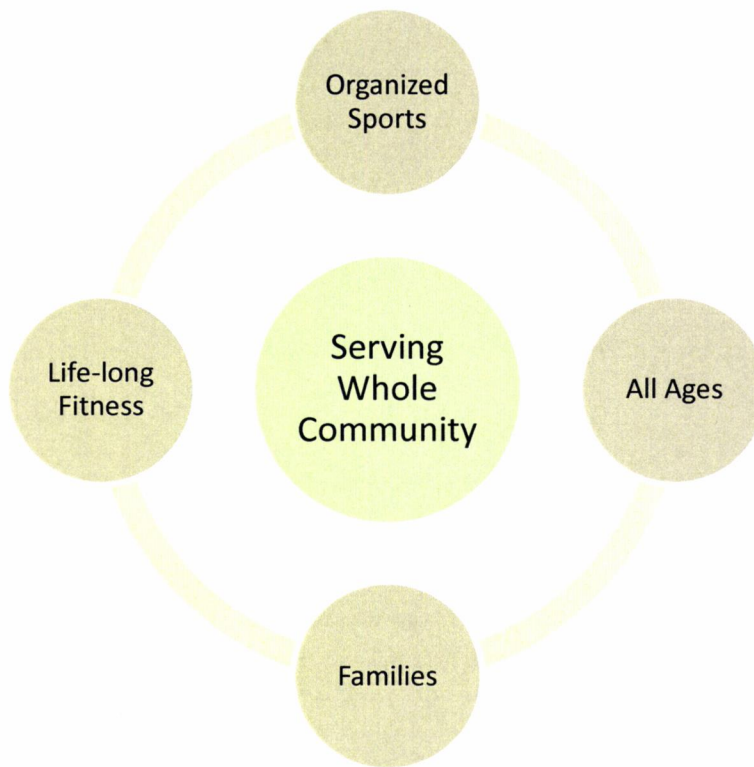 Organized
Sports
Life-long
Fitness
Serving
Whole
Community
All Ages
Families